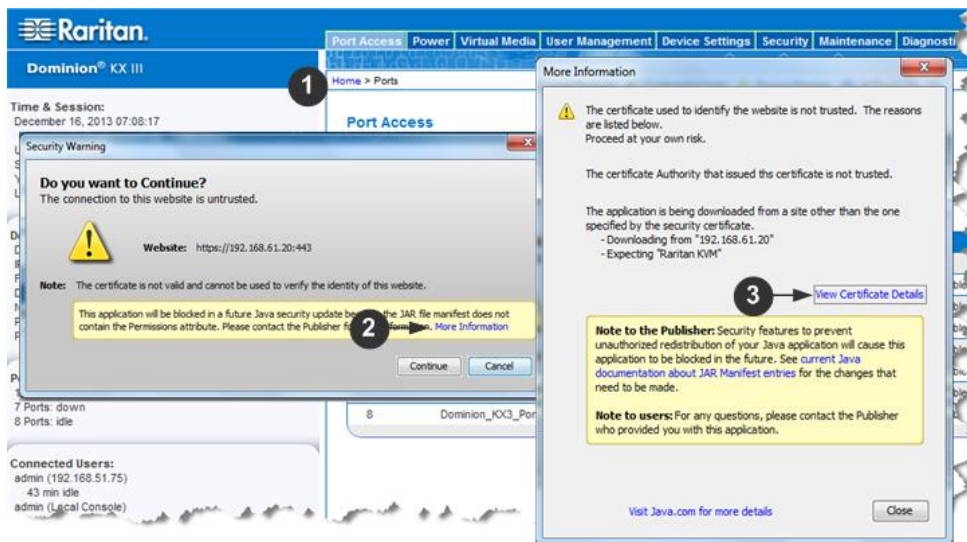 Raritan.
Dominion® KX III
Port Access Power Virtual Media User Management Device Settings Security Maintenance Diagnosti
1
Home > Ports
Time & Session:
December 16, 2013 07:08:17
Port Access
Security Warning
Do you want to Continue?
The connection to this website is untrusted.
Website: https://192.168.61.20:443
Note: The certificate is not valid and cannot be used to verify the identity of this website.
This application will be blocked in a future Java security update because the JAR file manifest does not
contain the Permissions attribute. Please contact the Publisher for information. More Information
2
Continue
Cancel
7 Ports: down
8 Ports: idle
8 Dominion_KX3_Por
Connected Users:
admin (192.168.51.75)
43 min idle
admin (Local Console)
More Information
The certificate used to identify the website is not trusted. The reasons
are listed below.
Proceed at your own risk.
The certificate Authority that issued ths certificate is not trusted.
The application is being downloaded from a site other than the one
specified by the security certificate.
- Downloading from "192.168.61.20"
- Expecting "Raritan KVM"
3
View Certificate Details
Note to the Publisher: Security features to prevent
unauthorized redistribution of your Java application will cause this
application to be blocked in the future. See current Java
documentation about JAR Manifest entries for the changes that
need to be made.
Note to users: For any questions, please contact the Publisher
who provided you with this application.
Visit Java.com for more details
Close